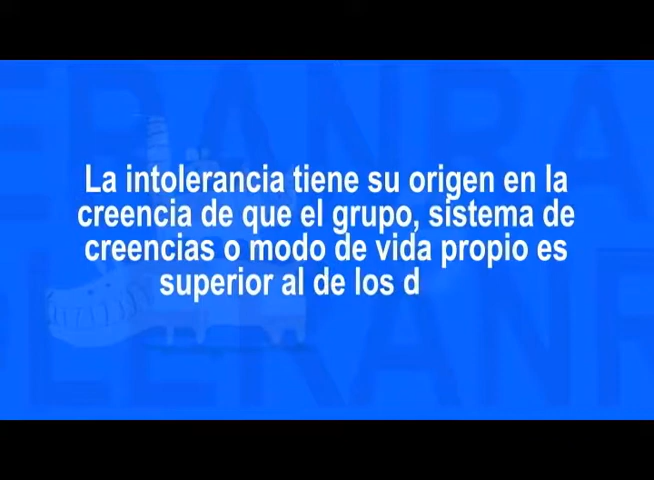 La intolerancia tiene su origen en la
creencia de que el grupo, sistema de
creencias o modo de vida propio es
superior al de los d